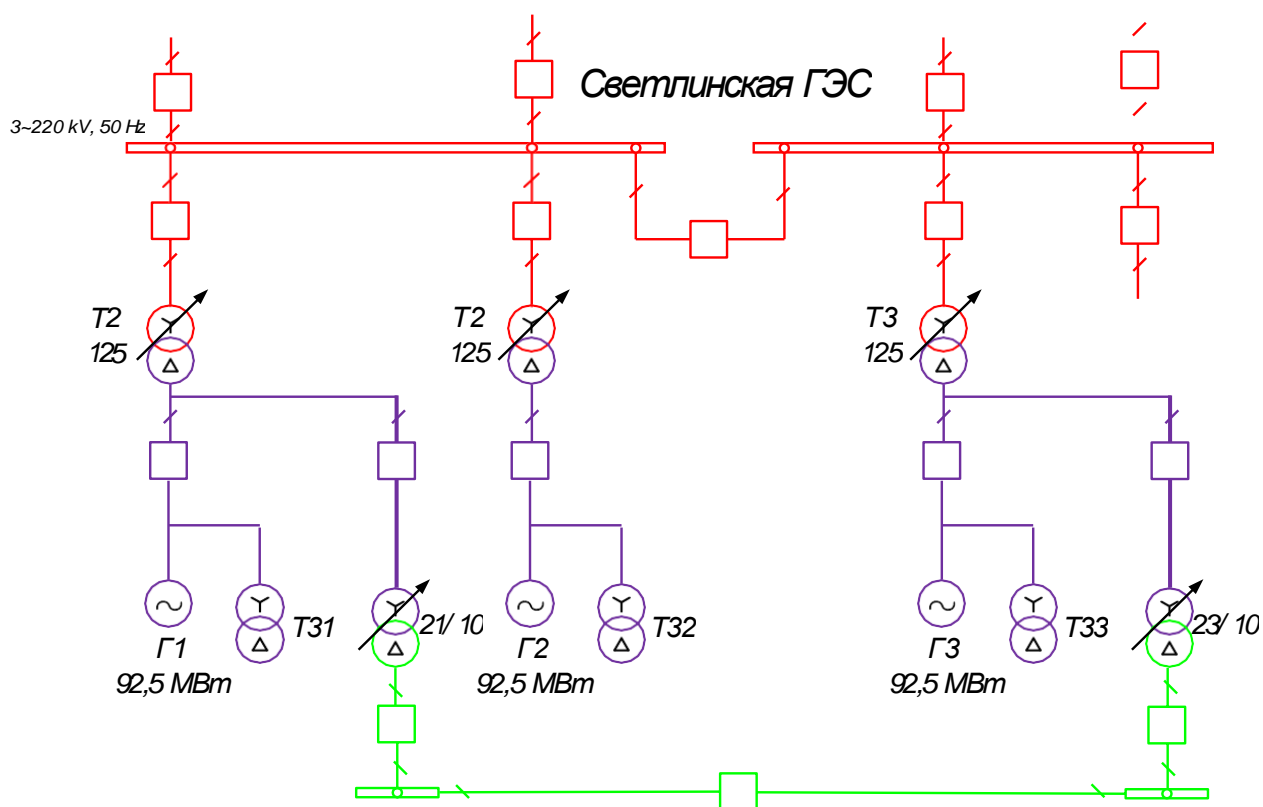 Светлинская ГЭС
3~220 kV, 50 Hz
Т2
125
Т2
125
Т3
125
Т31
21/ 10
Т32
Т33
23/ 10
Г1
92,5 МВт
Г2
92,5 МВт
Г3
92,5 МВт